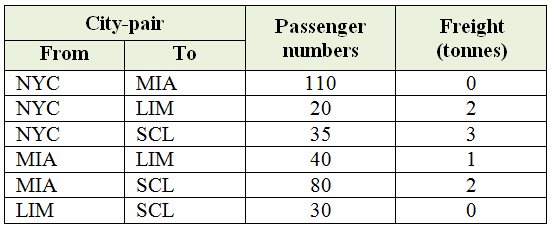 City-pair Passenger numbers Freight (tonnes)
From To
NYC MIA 110 0
NYC LIM 20 2
NYC SCL 35 3
MIA LIM 40 1
MIA SCL 80 2
LIM SCL 30 0